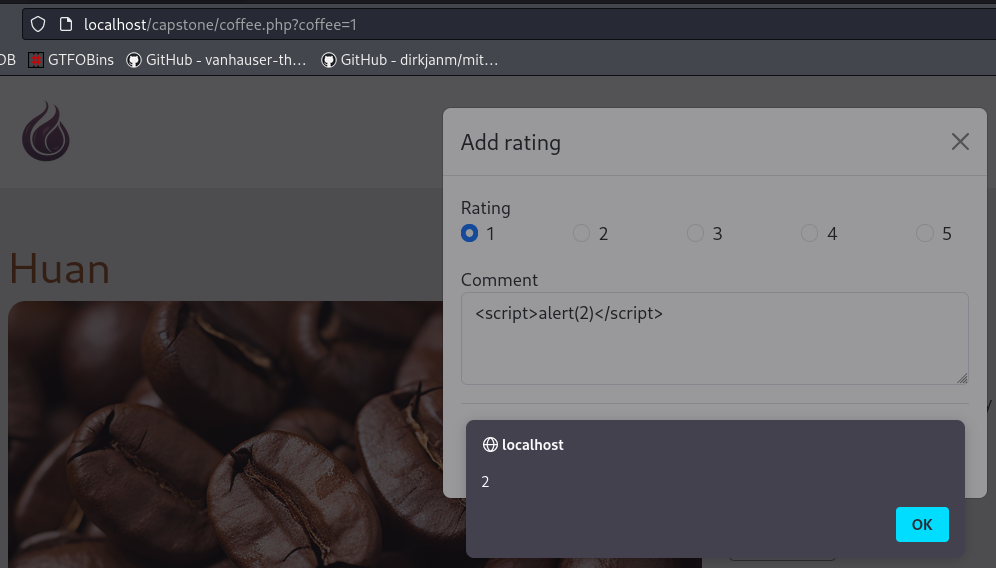 localhost/capstone/coffee.php?coffee=1
OB GTFOBins GitHub - vanhauser-th… GitHub - dirkjanm/mit…
Add rating
Rating
1 2 3 4 5
Huan
Comment
<script>alert(2)</script>
localhost
2
OK